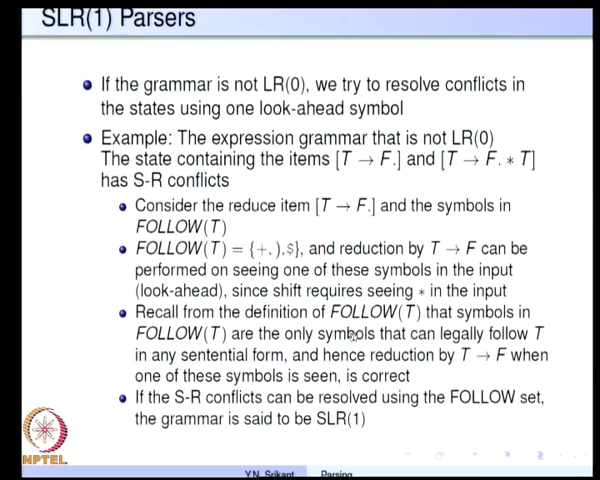 SLR(1) Parsers
If the grammar is not LR(0), we try to resolve conflicts in
the states using one look-ahead symbol
Example: The expression grammar that is not LR(0)
The state containing the items [T → F.] and [T → F. ∗ T]
has S-R conflicts
Consider the reduce item [T → F.] and the symbols in
FOLLOW(T)
FOLLOW(T) = {+, ), $}, and reduction by T → F can be
performed on seeing one of these symbols in the input
(look-ahead), since shift requires seeing ∗ in the input
Recall from the definition of FOLLOW(T) that symbols in
FOLLOW(T) are the only symbols that can legally follow T
in any sentential form, and hence reduction by T → F when
one of these symbols is seen, is correct
If the S-R conflicts can be resolved using the FOLLOW set,
the grammar is said to be SLR(1)
NPTEL
Y.N. Srikant Parsing